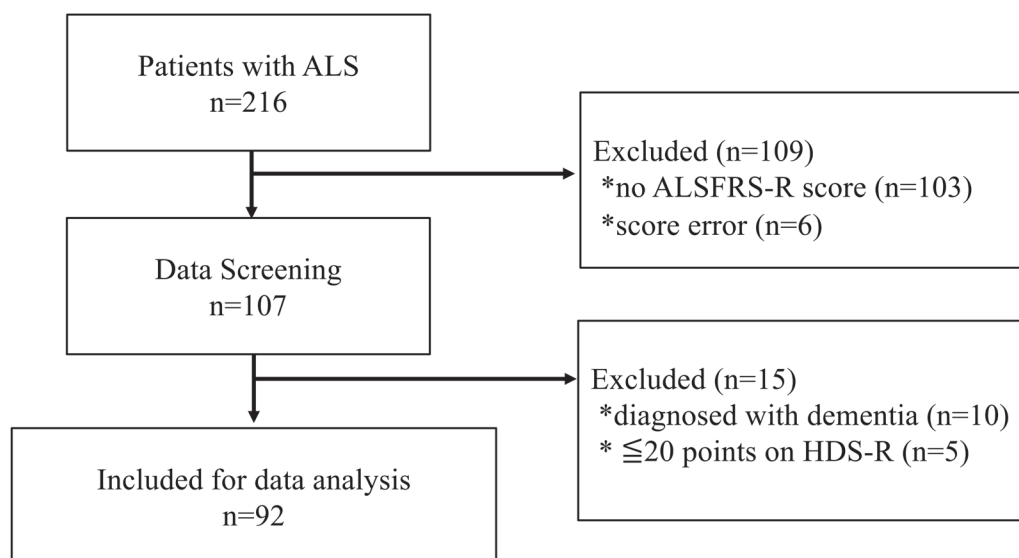 Patients with ALS
n=216
Excluded (n=109)
*no ALSFRS-R score (n=103)
*score error (n=6)
Data Screening
n=107
Excluded (n=15)
*diagnosed with dementia (n=10)
* ≦20 points on HDS-R (n=5)
Included for data analysis
n=92